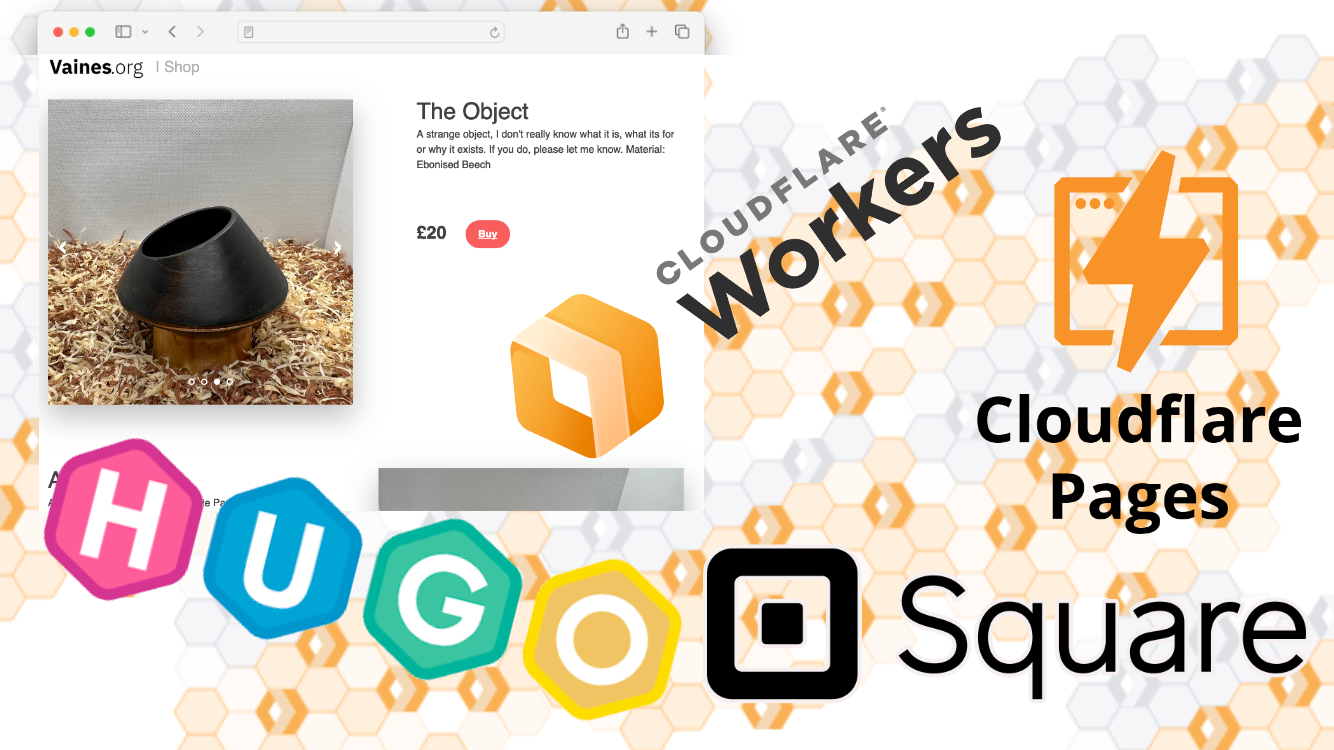 Vaines.org | Shop
The Object
A strange object, I don't really know what it is, what its for
or why it exists. If you do, please let me know. Material:
Ebonised Beech
£20 Buy
CLOUDFLARE®
Workers
Cloudflare
Pages
HUGO
Square